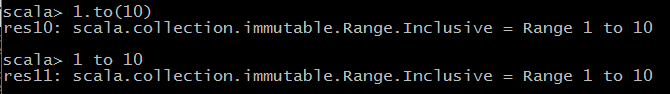 scala> 1.to(10)
res10: scala.collection.immutable.Range.Inclusive = Range 1 to 10
scala> 1 to 10
res11: scala.collection.immutable.Range.Inclusive = Range 1 to 10